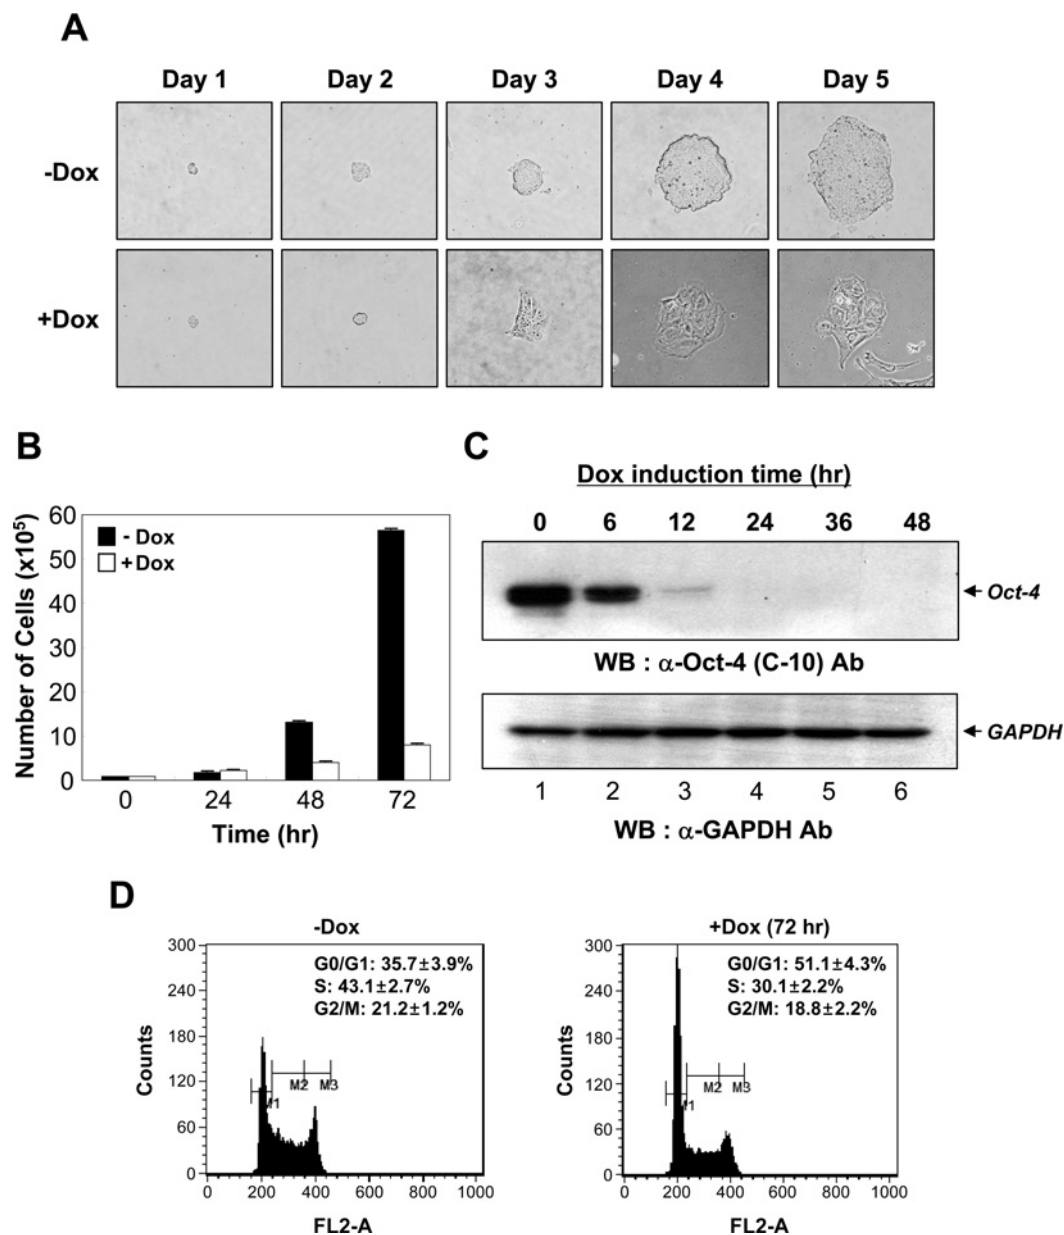 A
Day 1 Day 2 Day 3 Day 4 Day 5
-Dox
+Dox
B
Number of Cells (x10⁵)
60
50
40
30
20
10
0
- Dox
+ Dox
0 24 48 72
Time (hr)
C
Dox induction time (hr)
0 6 12 24 36 48
Oct-4
WB : α-Oct-4 (C-10) Ab
GAPDH
1 2 3 4 5 6
WB : α-GAPDH Ab
D
-Dox
Counts
300
240
180
120
60
0
G0/G1: 35.7±3.9%
S: 43.1±2.7%
G2/M: 21.2±1.2%
M2 M3
0 200 400 600 800 1000
FL2-A
+Dox (72 hr)
Counts
300
240
180
120
60
0
G0/G1: 51.1±4.3%
S: 30.1±2.2%
G2/M: 18.8±2.2%
M2 M3
0 200 400 600 800 1000
FL2-A